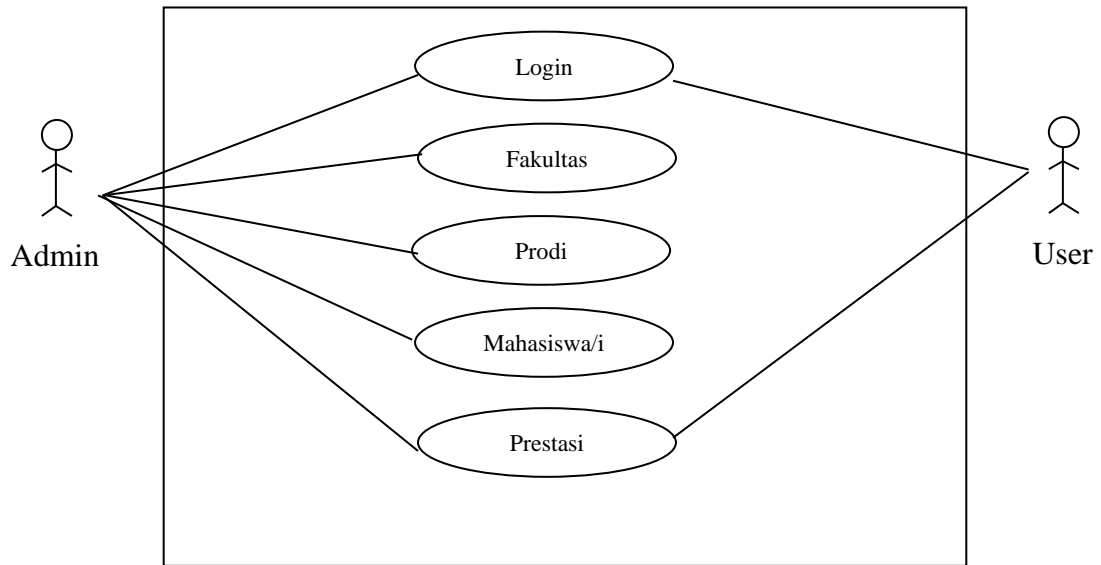 Login
Fakultas
Prodi
Mahasiswa/i
Prestasi
Admin
User